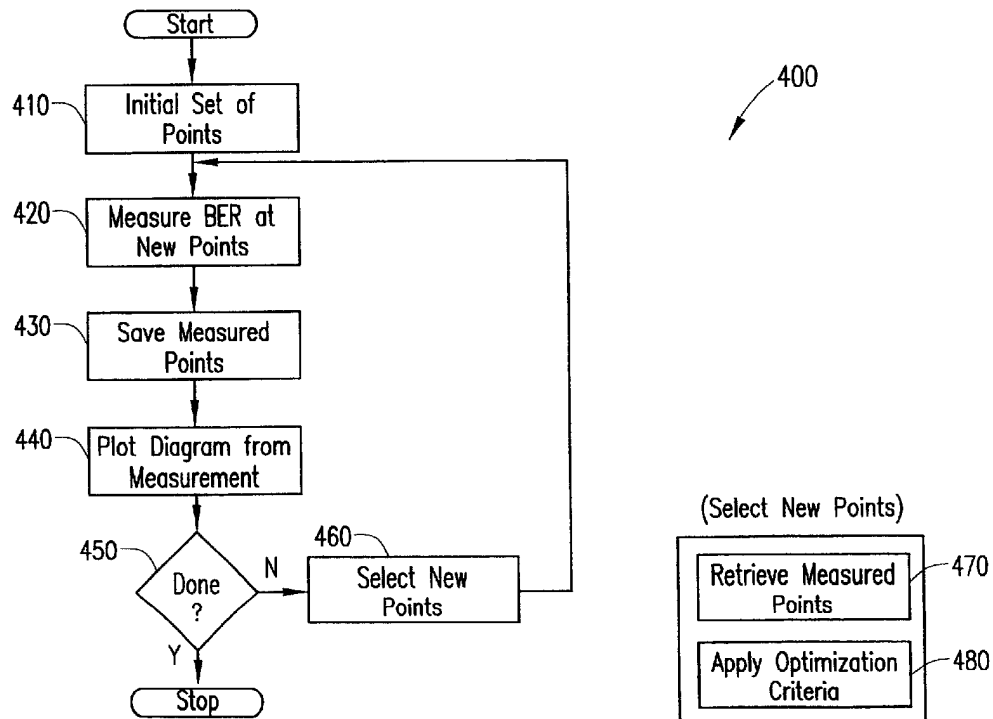 Start
400
410
Initial Set of
Points
420
Measure BER at
New Points
430
Save Measured
Points
440
Plot Diagram from
Measurement
450
Done
?
N
Y
460
Select New
Points
Stop
(Select New Points)
Retrieve Measured
Points
470
Apply Optimization
Criteria
480